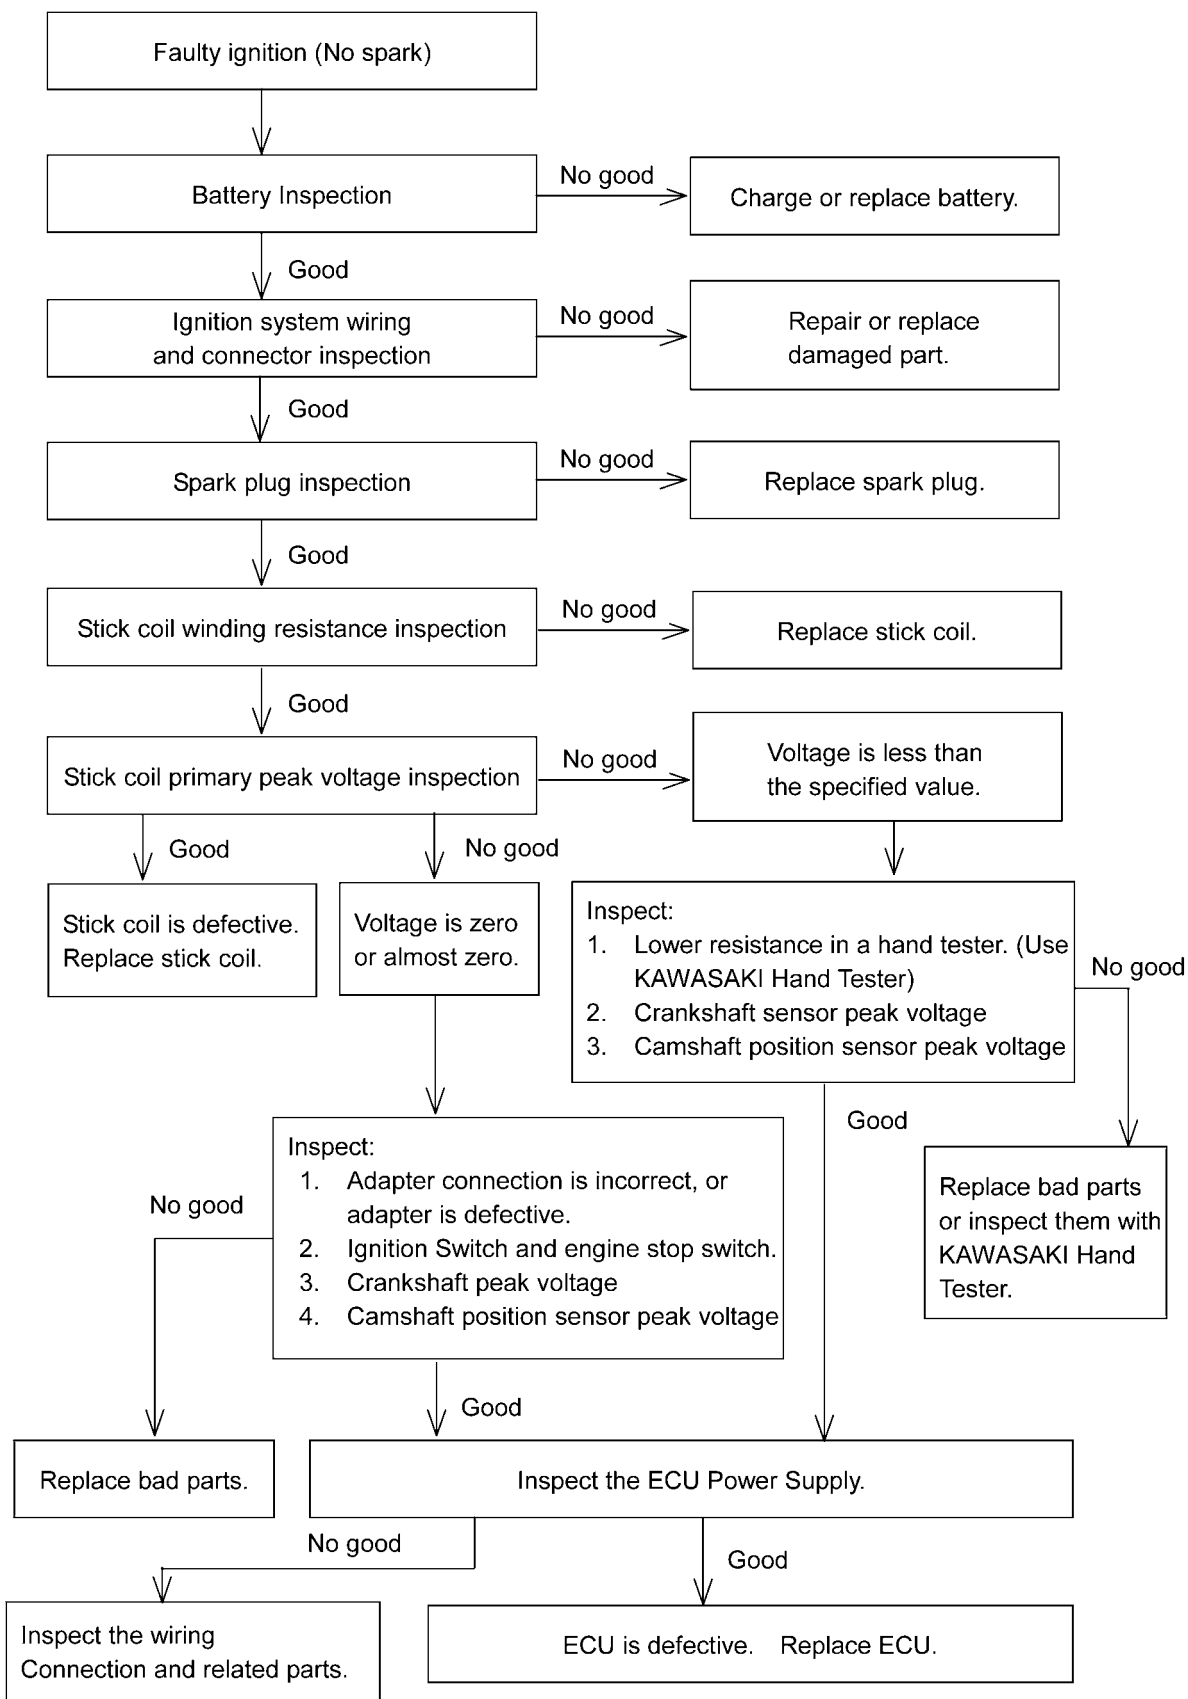 Faulty ignition (No spark)
Battery Inspection
No good
Charge or replace battery.
Good
Ignition system wiring
and connector inspection
No good
Repair or replace
damaged part.
Good
Spark plug inspection
No good
Replace spark plug.
Good
Stick coil winding resistance inspection
No good
Replace stick coil.
Good
Stick coil primary peak voltage inspection
No good
Voltage is less than
the specified value.
Good
No good
Stick coil is defective.
Replace stick coil.
Voltage is zero
or almost zero.
Inspect:
1. Lower resistance in a hand tester. (Use
KAWASAKI Hand Tester)
2. Crankshaft sensor peak voltage
3. Camshaft position sensor peak voltage
No good
Good
Replace bad parts
or inspect them with
KAWASAKI Hand
Tester.
Inspect:
1. Adapter connection is incorrect, or
adapter is defective.
2. Ignition Switch and engine stop switch.
3. Crankshaft peak voltage
4. Camshaft position sensor peak voltage
No good
Good
Replace bad parts.
Inspect the ECU Power Supply.
No good
Good
Inspect the wiring
Connection and related parts.
ECU is defective. Replace ECU.